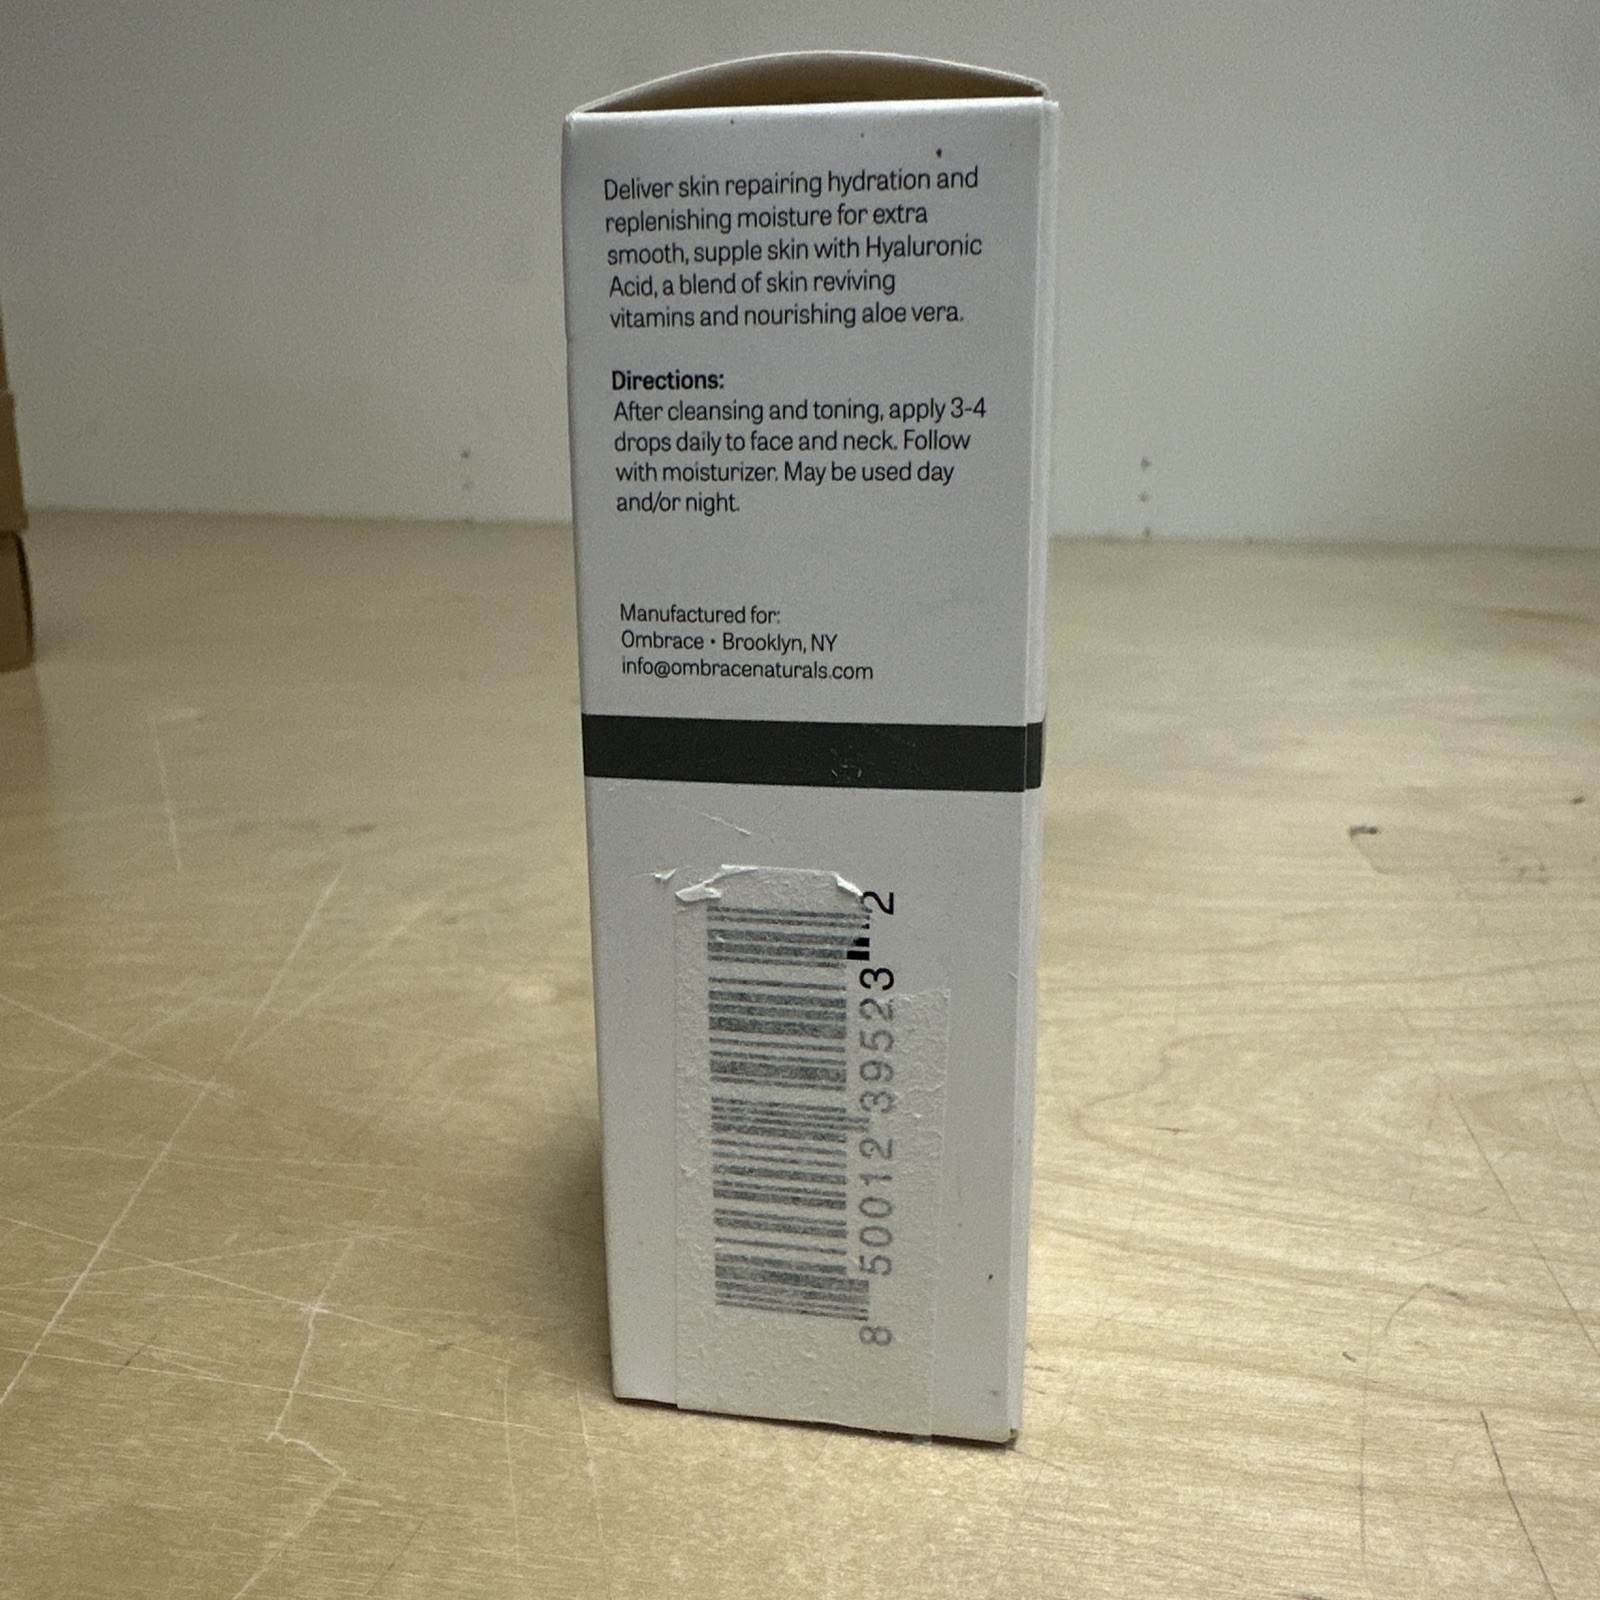 Deliver skin repairing hydration and
replenishing moisture for extra
smooth, supple skin with Hyaluronic
Acid, a blend of skin reviving
vitamins and nourishing aloe vera.
Directions:
After cleansing and toning, apply 3-4
drops daily to face and neck. Follow
with moisturizer. May be used day
and/or night.
Manufactured for:
Ombrace • Brooklyn, NY
info@ombracenaturals.com
8 50012 39523 2